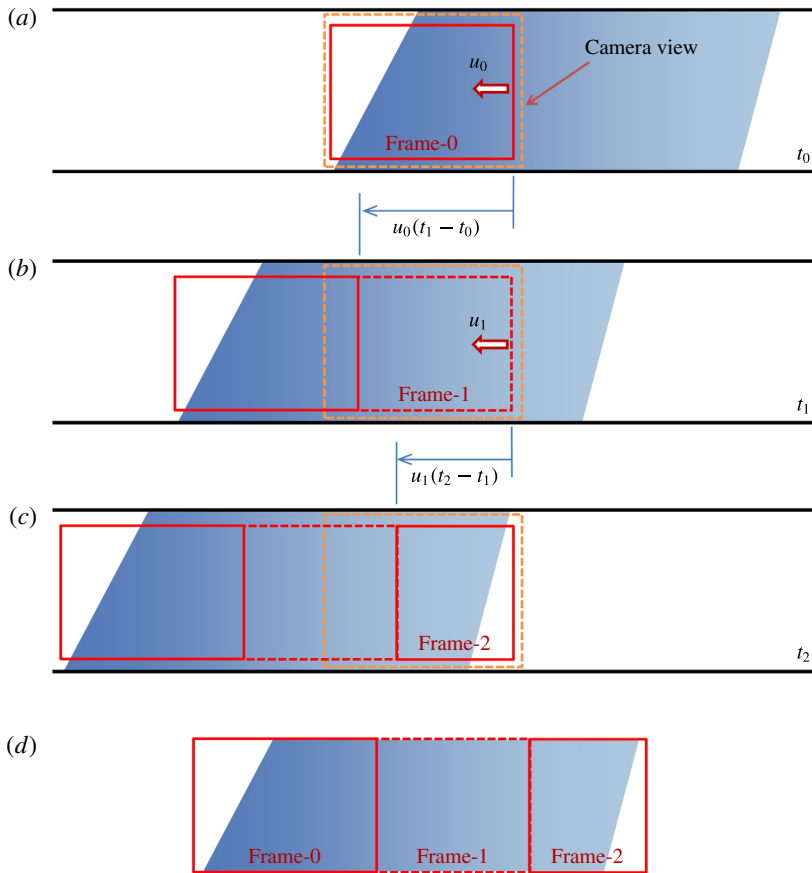 (a)
Camera view
u₀
Frame-0
t₀
u₀(t₁ − t₀)
(b)
u₁
Frame-1
t₁
u₁(t₂ − t₁)
(c)
Frame-2
t₂
(d)
Frame-0 Frame-1 Frame-2